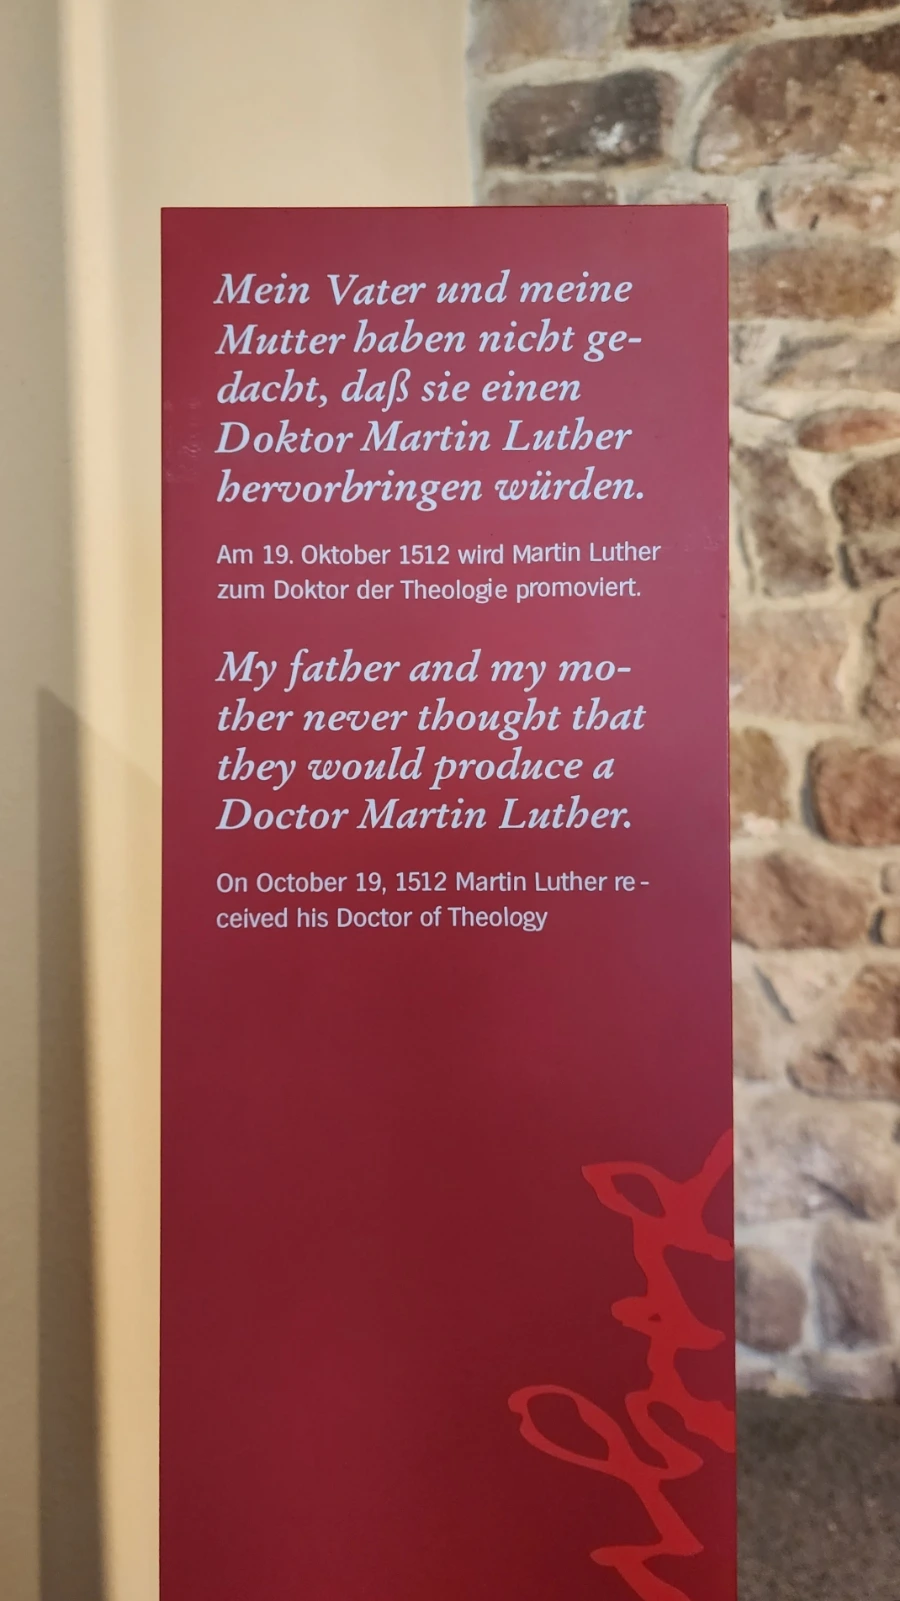 Mein Vater und meine
Mutter haben nicht ge-
dacht, daß sie einen
Doktor Martin Luther
hervorbringen würden.
Am 19. Oktober 1512 wird Martin Luther
zum Doktor der Theologie promoviert.
My father and my mo-
ther never thought that
they would produce a
Doctor Martin Luther.
On October 19, 1512 Martin Luther re-
ceived his Doctor of Theology